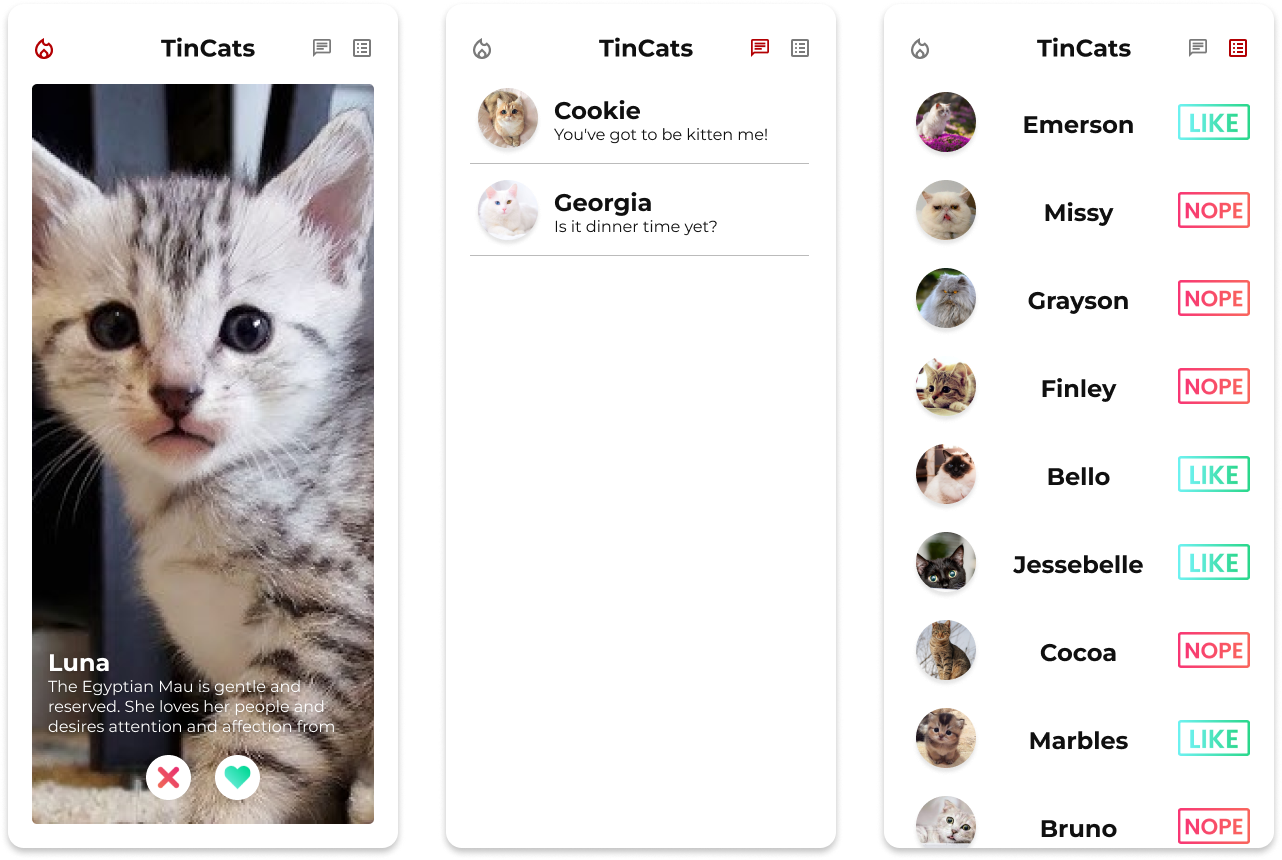 TinCats
Luna
The Egyptian Mau is gentle and
reserved. She loves her people and
desires attention and affection from
TinCats
Cookie
You've got to be kitten me!
Georgia
Is it dinner time yet?
TinCats
Emerson
LIKE
Missy
NOPE
Grayson
NOPE
Finley
NOPE
Bello
LIKE
Jessebelle
LIKE
Cocoa
NOPE
Marbles
LIKE
Bruno
NOPE